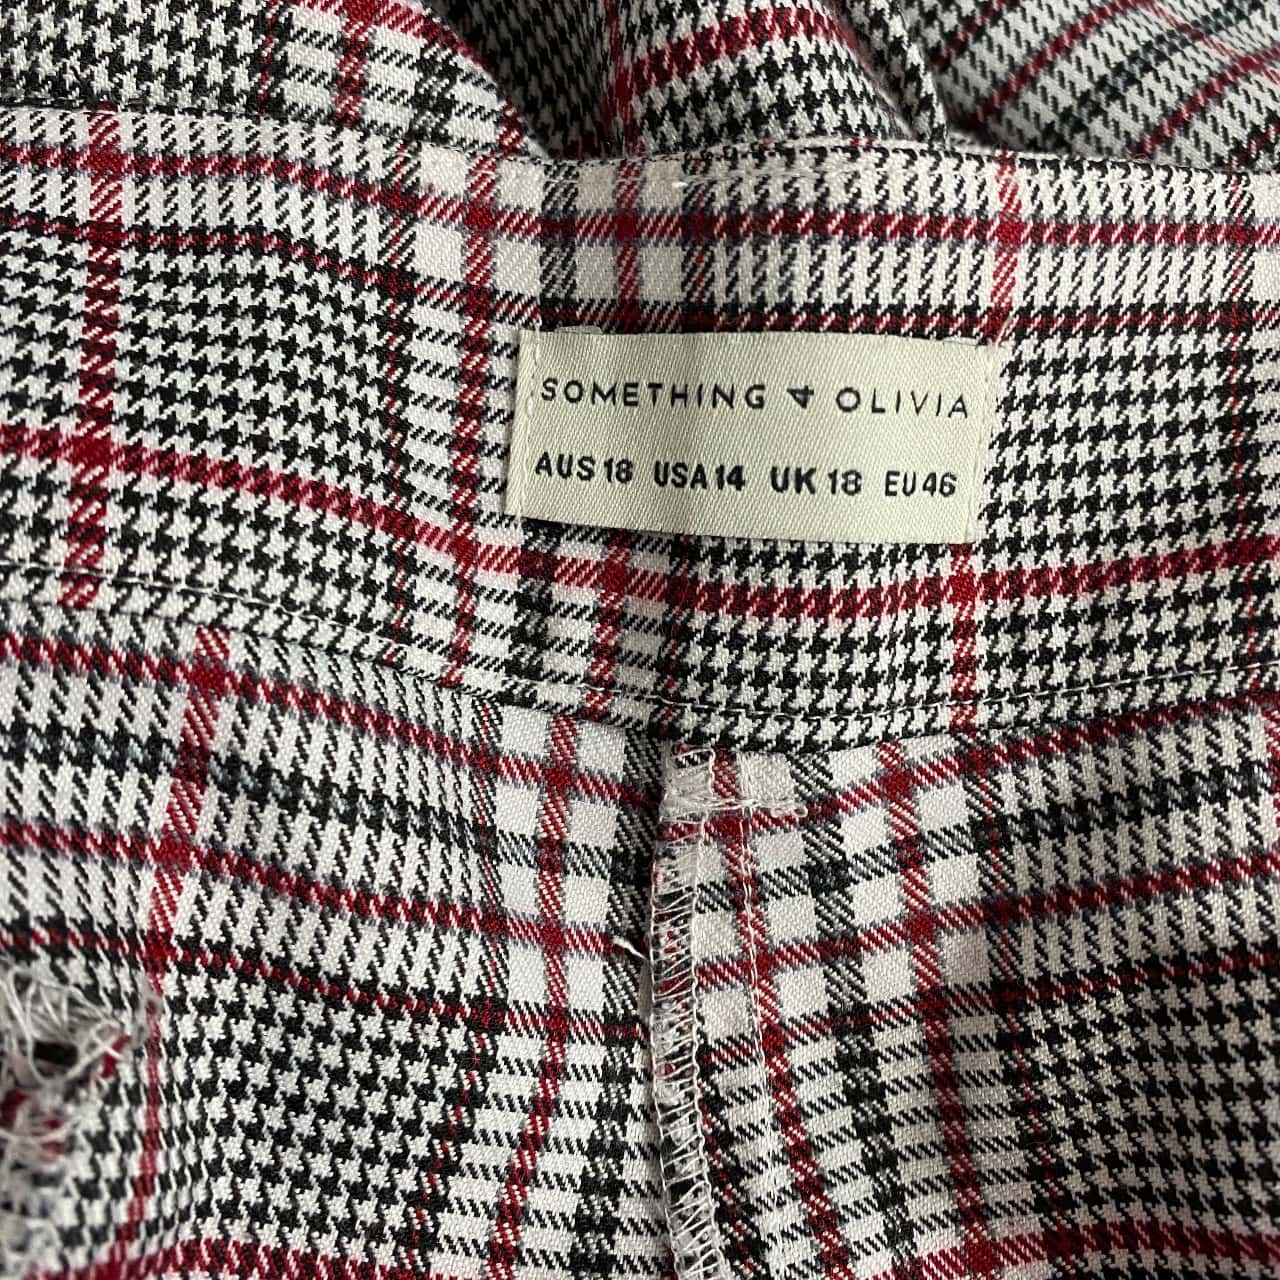 SOMETHING 4 OLIVIA
AUS 18 USA 14 UK 18 EU 46